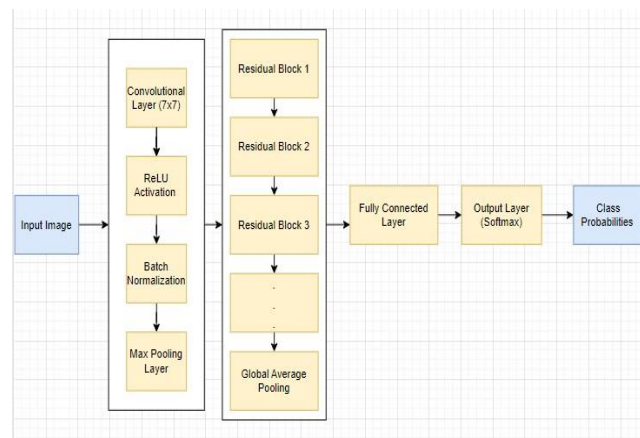 Input Image
Convolutional
Layer (7x7)
ReLU
Activation
Batch
Normalization
Max Pooling
Layer
Residual Block 1
Residual Block 2
Residual Block 3
.
.
.
Global Average
Pooling
Fully Connected
Layer
Output Layer
(Softmax)
Class
Probabilities